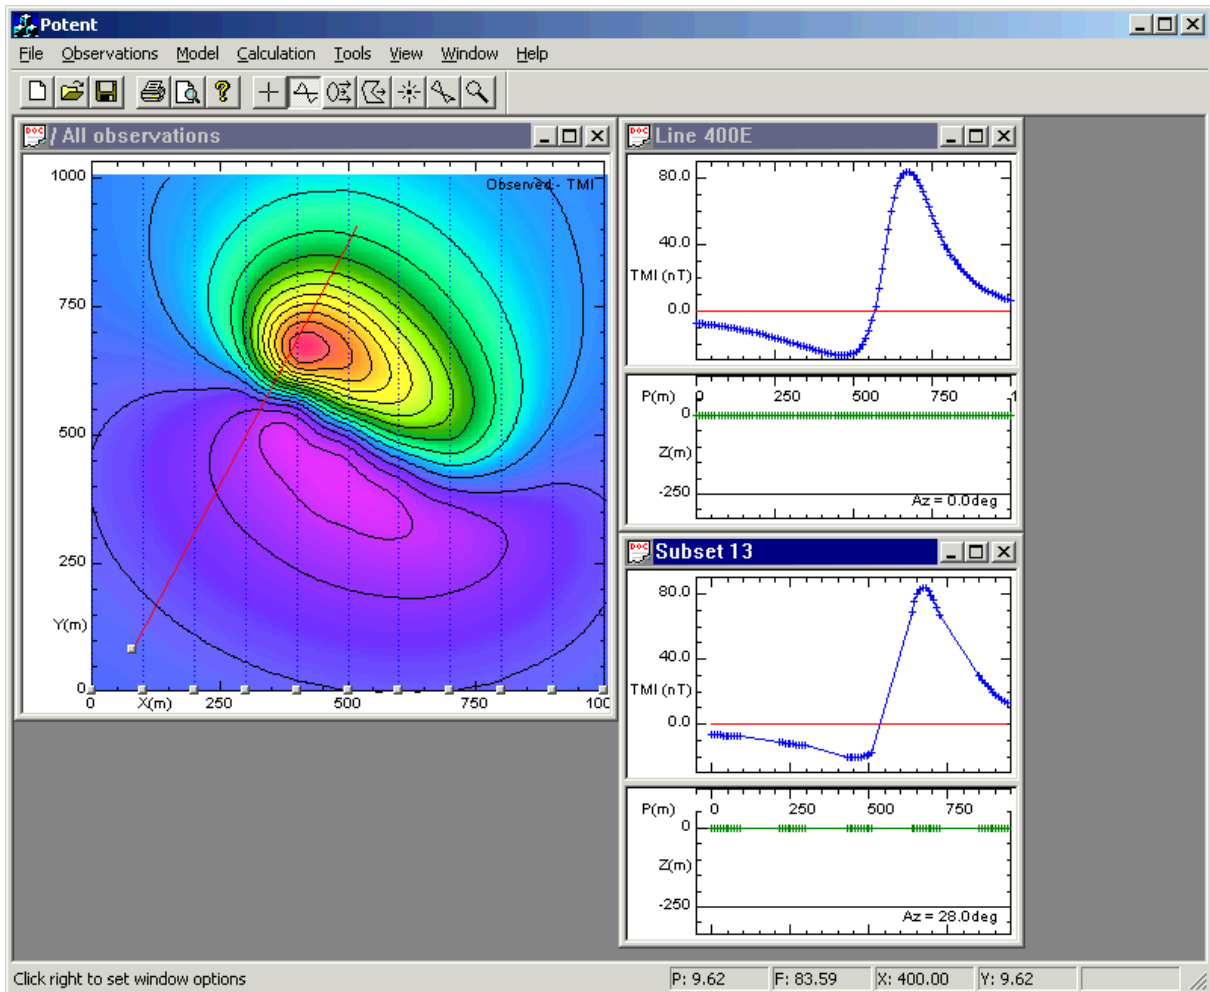 Potent
File Observations Model Calculation Tools View Window Help
/ All observations
Observed - TMI
1000
750
500
250
Y(m)
0
0 X(m) 250 500 750 100
Line 400E
80.0
40.0
TMI (nT)
0.0
P(m) 0 250 500 750 1
0
Z(m)
-250
Az = 0.0deg
Subset 13
80.0
40.0
TMI (nT)
0.0
P(m) 0 250 500 750
0
Z(m)
-250
Az = 28.0deg
Click right to set window options P: 9.62 F: 83.59 X: 400.00 Y: 9.62